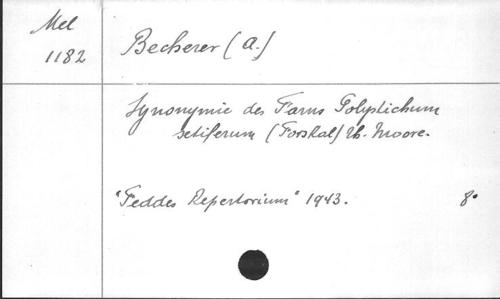 Mel
1182
Becherer (A.)
Synonymie des Farns Polystichum
setiferum (Forskal) Th. Moore.
"Feddes Repertorium" 1943.
8°